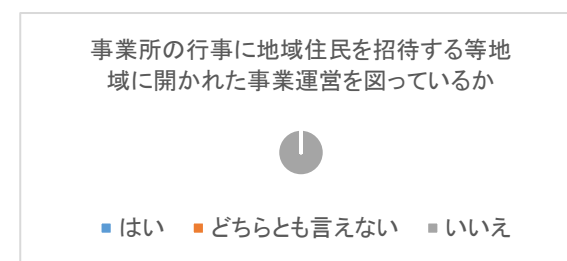 事業所の行事に地域住民を招待する等地
域に開かれた事業運営を図っているか
はい どちらとも言えない いいえ